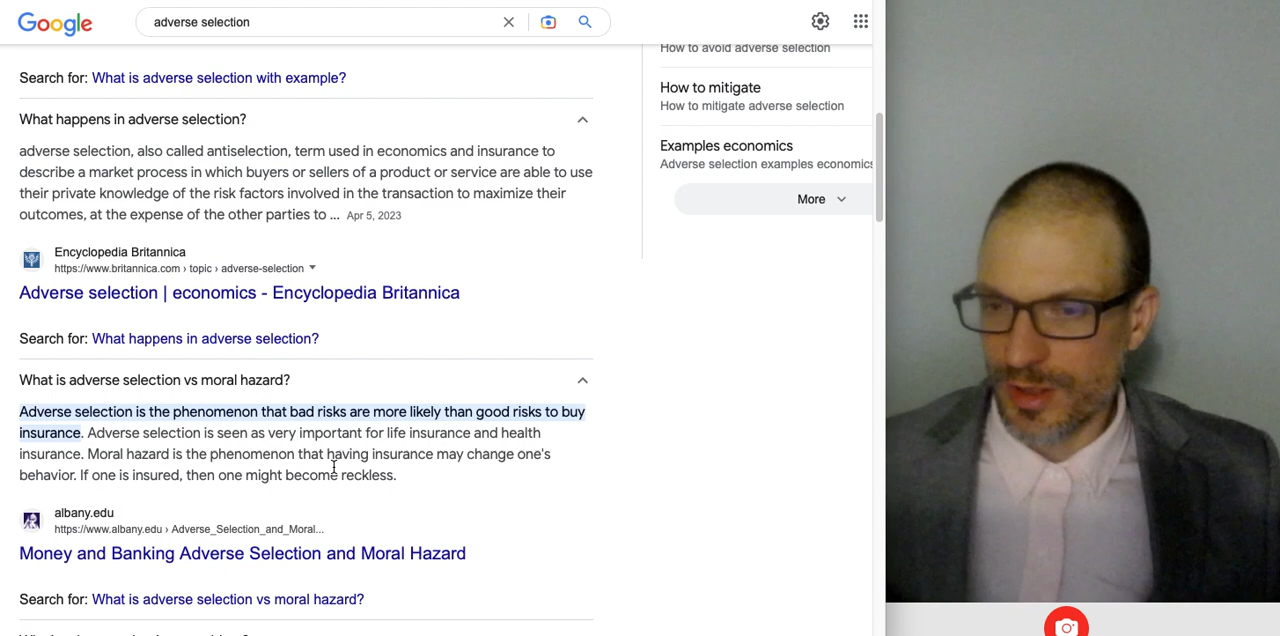 Google
adverse selection
How to avoid adverse selection
Search for: What is adverse selection with example?
How to mitigate
How to mitigate adverse selection
What happens in adverse selection?
adverse selection, also called antiselection, term used in economics and insurance to
describe a market process in which buyers or sellers of a product or service are able to use
their private knowledge of the risk factors involved in the transaction to maximize their
outcomes, at the expense of the other parties to ... Apr 5, 2023
Examples economics
Adverse selection examples economics
More
Encyclopedia Britannica
https://www.britannica.com › topic › adverse-selection
Adverse selection | economics - Encyclopedia Britannica
Search for: What happens in adverse selection?
What is adverse selection vs moral hazard?
Adverse selection is the phenomenon that bad risks are more likely than good risks to buy
insurance. Adverse selection is seen as very important for life insurance and health
insurance. Moral hazard is the phenomenon that having insurance may change one's
behavior. If one is insured, then one might become reckless.
albany.edu
https://www.albany.edu › Adverse_Selection_and_Moral...
Money and Banking Adverse Selection and Moral Hazard
Search for: What is adverse selection vs moral hazard?